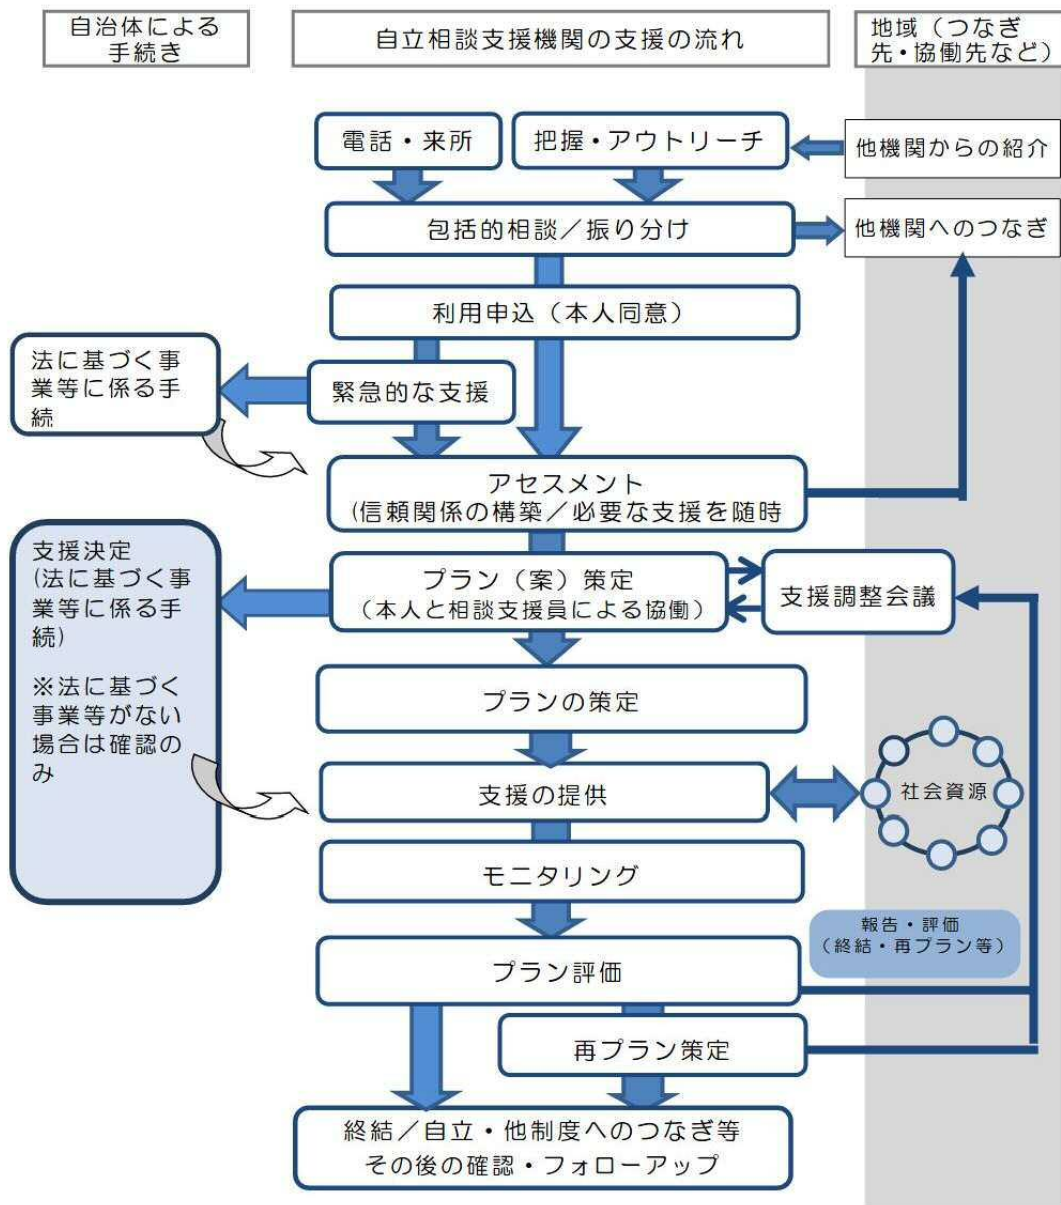 自治体による
手続き
自立相談支援機関の支援の流れ
地域（つなぎ
先・協働先など）
電話・来所
把握・アウトリーチ
他機関からの紹介
包括的相談／振り分け
他機関へのつなぎ
利用申込（本人同意）
法に基づく事
業等に係る手
続
緊急的な支援
アセスメント
(信頼関係の構築／必要な支援を随時
支援決定
(法に基づく事
業等に係る手
続)
※法に基づく
事業等がない
場合は確認の
み
プラン（案）策定
（本人と相談支援員による協働）
支援調整会議
プランの策定
支援の提供
社会資源
モニタリング
報告・評価
（終結・再プラン等）
プラン評価
再プラン策定
終結／自立・他制度へのつなぎ等
その後の確認・フォローアップ